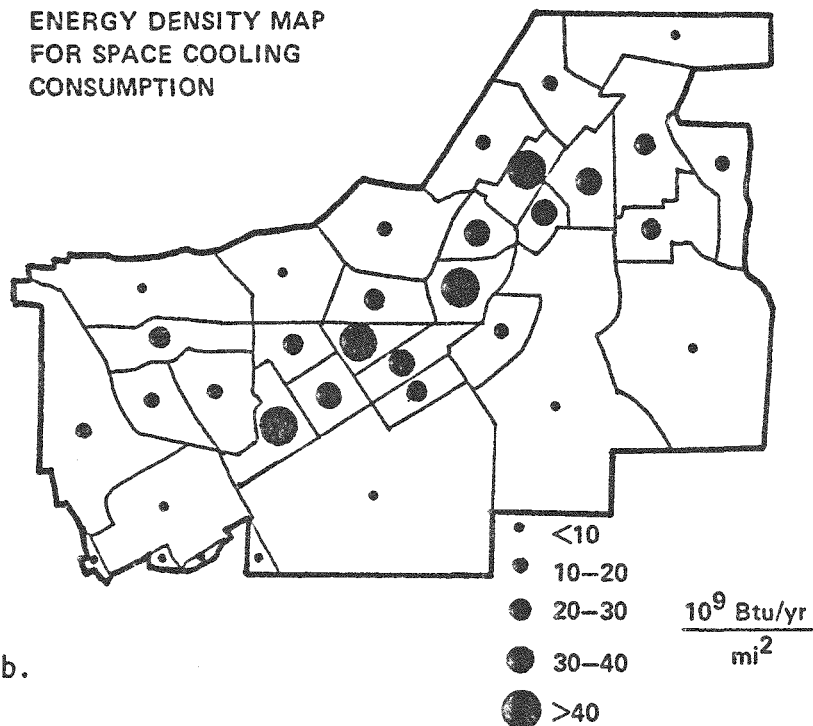 ENERGY DENSITY MAP
FOR SPACE COOLING
CONSUMPTION
<10
10–20
20–30
30–40
>40
10⁹ Btu/yr
mi²
b.